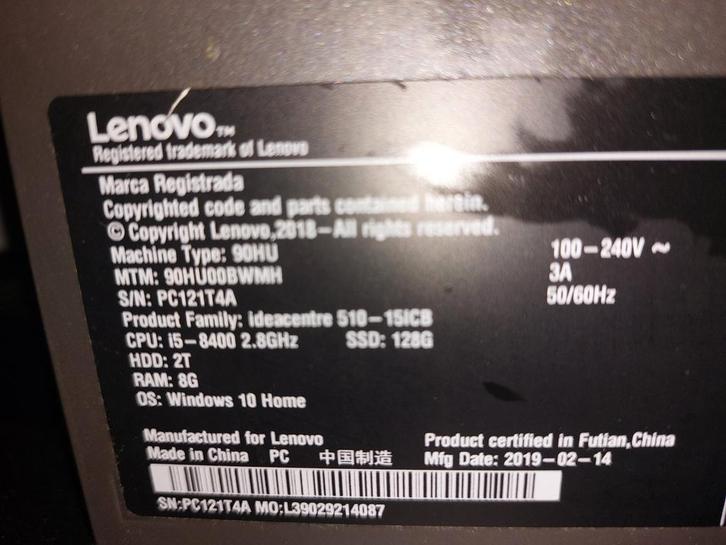 Lenovo™
Registered trademark of Lenovo
Marca Registrada
Copyrighted code and parts contained herein.
© Copyright Lenovo,2018-All rights reserved.
Machine Type: 90HU 100-240V ~
MTM: 90HU00BWMH 3A
S/N: PC121T4A 50/60Hz
Product Family: ideacentre 510-15ICB
CPU: i5-8400 2.8GHz SSD: 128G
HDD: 2T
RAM: 8G
OS: Windows 10 Home
Manufactured for Lenovo Product certified in Futian,China
Made in China PC 中国制造 Mfg Date: 2019-02-14
SN:PC121T4A MO:L39029214087